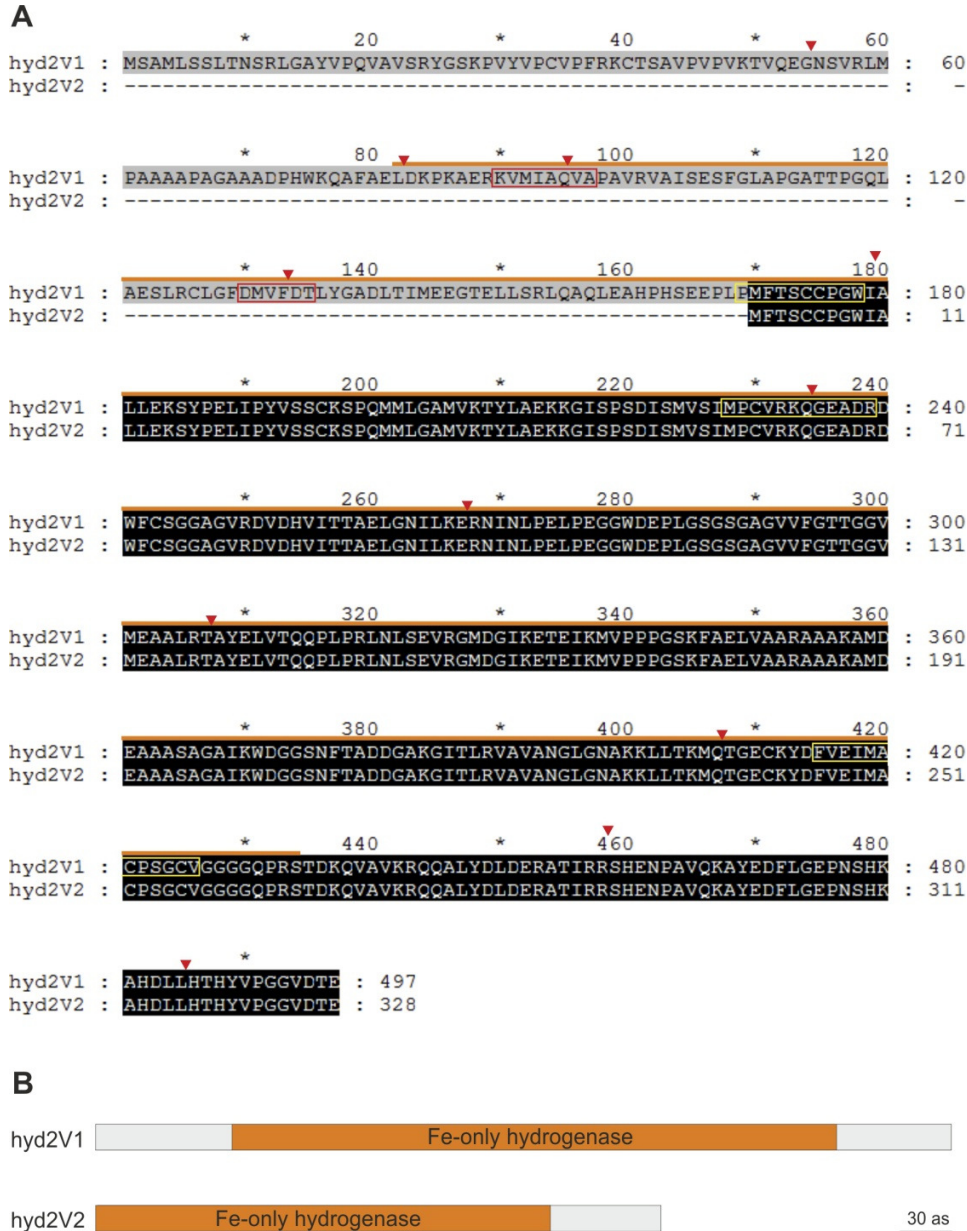 A
* 20 * 40 * 60
hyd2V1 : MSAMLSSLTNSRLGAYVPQVAVSRYGSKPVYVPCVPFRKCTSAVPVPVKTVQEGNSVRLM : 60
hyd2V2 : ------------------------------------------------------------ : -
* 80 * 100 * 120
hyd2V1 : PAAAAPAGAAADPHWKQAFAELDKPKAERKVMIAQVAPAVRVAISESFGLAPGATTPGQL : 120
hyd2V2 : ------------------------------------------------------------ : -
* 140 * 160 * 180
hyd2V1 : AESLRCLGFDMVFDTLYGADLTIMEEGTELLSRLQAQLEAHPHSEEPLPMFTSCCPGWIA : 180
hyd2V2 : -------------------------------------------------MFTSCCPGWIA : 11
* 200 * 220 * 240
hyd2V1 : LLEKSYPELIPYVSSCKSPQMMLGAMVKTYLAEKKGISPSDISMVSIMPCVRKQGEADRD : 240
hyd2V2 : LLEKSYPELIPYVSSCKSPQMMLGAMVKTYLAEKKGISPSDISMVSIMPCVRKQGEADRD : 71
* 260 * 280 * 300
hyd2V1 : WFCSGGAGVRDVDHVITTAELGNILKERNINLPELPEGGWDEPLGSGSGAGVVFGTTGGV : 300
hyd2V2 : WFCSGGAGVRDVDHVITTAELGNILKERNINLPELPEGGWDEPLGSGSGAGVVFGTTGGV : 131
* 320 * 340 * 360
hyd2V1 : MEAALRTAYELVTQQPLPRLNLSEVRGMDGIKETEIKMVPPPGSKFAELVAARAAAKAMD : 360
hyd2V2 : MEAALRTAYELVTQQPLPRLNLSEVRGMDGIKETEIKMVPPPGSKFAELVAARAAAKAMD : 191
* 380 * 400 * 420
hyd2V1 : EAAASAGAIKWDGGSNFTADDGAKGITLRVAVANGLGNAKKLLTKMQTGECKYDFVEIMA : 420
hyd2V2 : EAAASAGAIKWDGGSNFTADDGAKGITLRVAVANGLGNAKKLLTKMQTGECKYDFVEIMA : 251
* 440 * 460 * 480
hyd2V1 : CPSGCVGGGGQPRSTDKQVAVKRQQALYDLDERATIRRSHENPAVQKAYEDFLGEPNSHK : 480
hyd2V2 : CPSGCVGGGGQPRSTDKQVAVKRQQALYDLDERATIRRSHENPAVQKAYEDFLGEPNSHK : 311
*
hyd2V1 : AHDLLHTHYVPGGVDTE : 497
hyd2V2 : AHDLLHTHYVPGGVDTE : 328
B
hyd2V1 Fe-only hydrogenase
hyd2V2 Fe-only hydrogenase 30 as